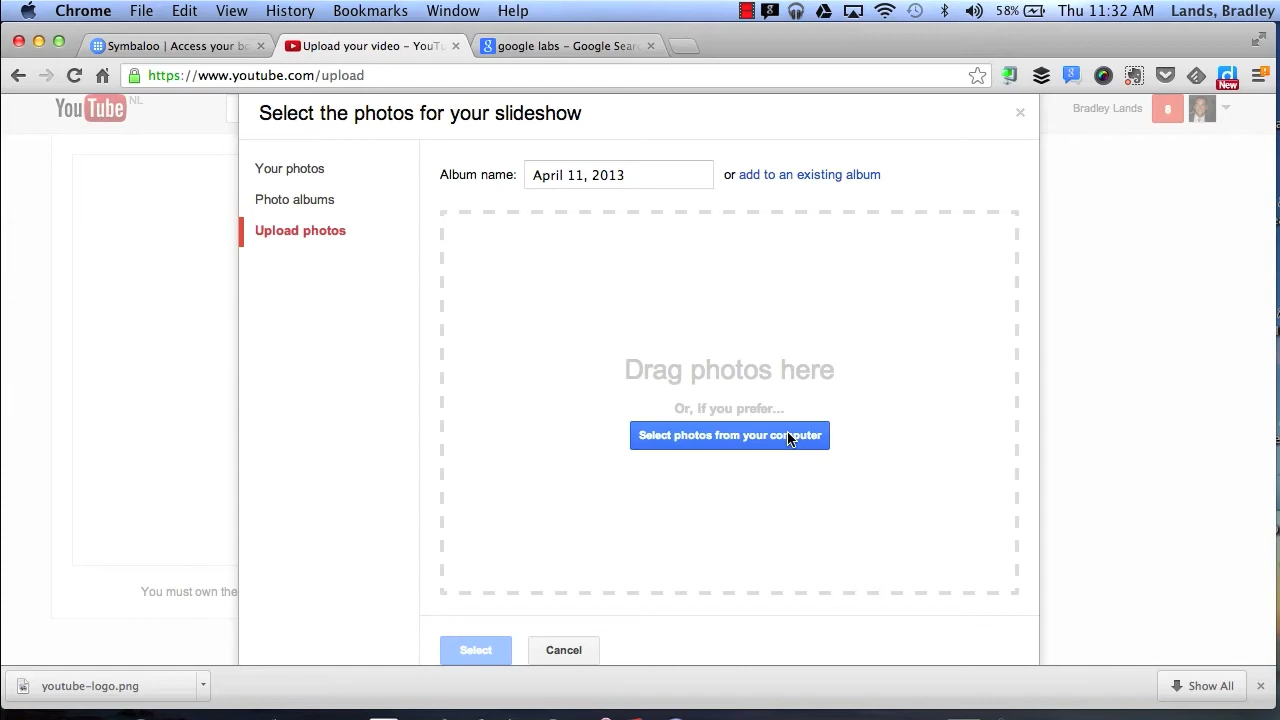 Chrome File Edit View History Bookmarks Window Help 58% Thu 11:32 AM Lands, Bradley
Symbaloo | Access your bo
Upload your video – YouTu
google labs – Google Sear
https://www.youtube.com/upload
New
YouTube NL
Select the photos for your slideshow
Bradley Lands 8
Your photos
Photo albums
Upload photos
Album name: April 11, 2013 or add to an existing album
Drag photos here
Or, if you prefer...
Select photos from your computer
You must own the
Select Cancel
youtube-logo.png
Show All